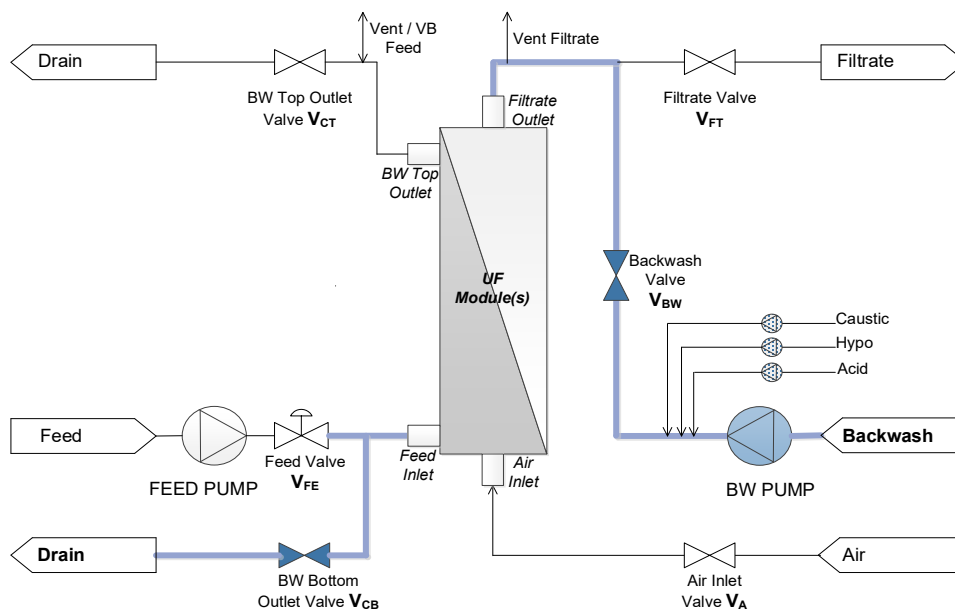 Drain
Vent / VB
Feed
Vent Filtrate
Filtrate
BW Top Outlet
Valve VCT
Filtrate
Outlet
Filtrate Valve
VFT
BW Top
Outlet
UF
Module(s)
Backwash
Valve
VBW
Caustic
Hypo
Acid
Feed
Feed Valve
VFE
FEED PUMP
Feed
Inlet
Air
Inlet
Backwash
BW PUMP
Drain
BW Bottom
Outlet Valve VCB
Air Inlet
Valve VA
Air